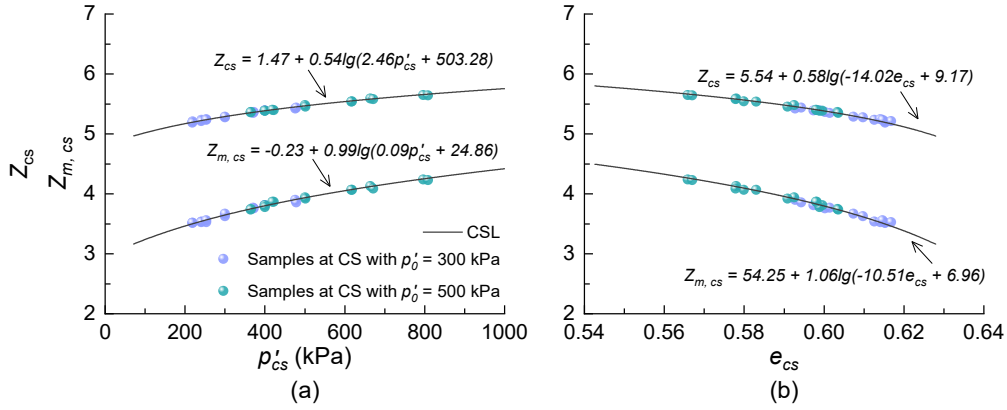 7
6
5
4
3
2
Z_cs
Z_{m, cs}
Z_cs = 1.47 + 0.54lg(2.46p'_cs + 503.28)
Z_{m, cs} = -0.23 + 0.99lg(0.09p'_cs + 24.86)
CSL
Samples at CS with p'_0 = 300 kPa
Samples at CS with p'_0 = 500 kPa
0 200 400 600 800 1000
p'_cs (kPa)
(a)
7
6
5
4
3
2
Z_cs = 5.54 + 0.58lg(-14.02e_cs + 9.17)
Z_{m, cs} = 54.25 + 1.06lg(-10.51e_cs + 6.96)
0.54 0.56 0.58 0.60 0.62 0.64
e_cs
(b)